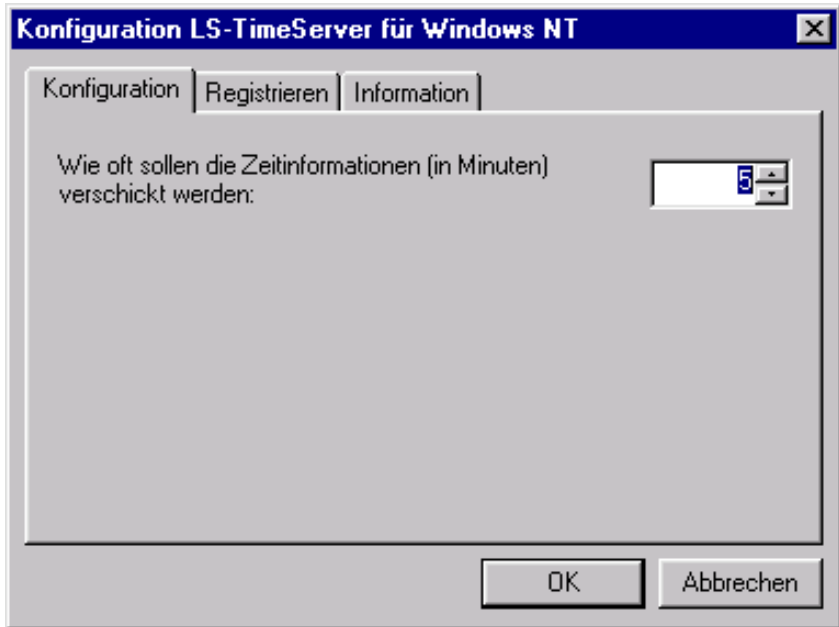 Konfiguration LS-TimeServer für Windows NT
Konfiguration Registrieren Information
Wie oft sollen die Zeitinformationen (in Minuten)
verschickt werden:
5
OK Abbrechen